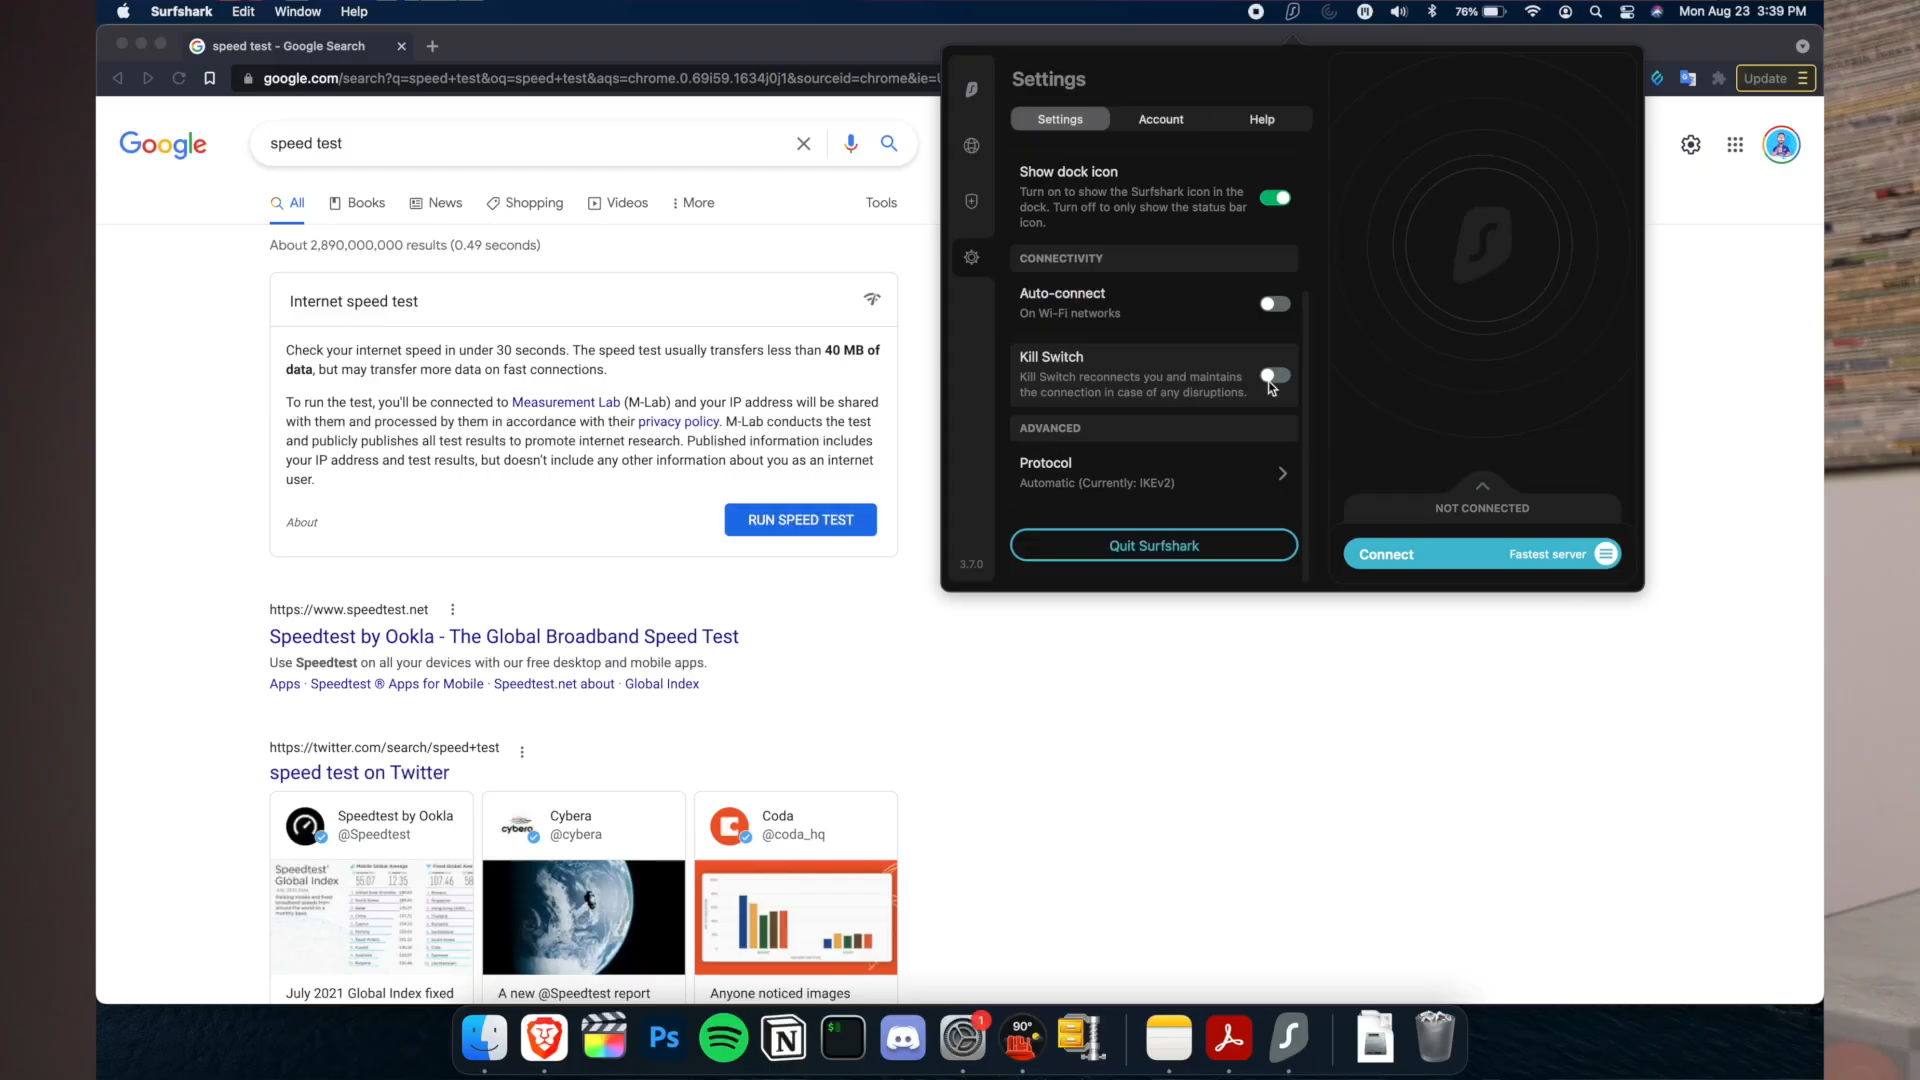 Surfshark Edit Window Help
76% Mon Aug 23 3:39 PM
speed test - Google Search
google.com/search?q=speed+test&oq=speed+test&aqs=chrome.0.69i59.1634j0j1&sourceid=chrome&ie=U
Update
Google
speed test
All Books News Shopping Videos More Tools
About 2,890,000,000 results (0.49 seconds)
Internet speed test
Check your internet speed in under 30 seconds. The speed test usually transfers less than 40 MB of
data, but may transfer more data on fast connections.
To run the test, you'll be connected to Measurement Lab (M-Lab) and your IP address will be shared
with them and processed by them in accordance with their privacy policy. M-Lab conducts the test
and publicly publishes all test results to promote internet research. Published information includes
your IP address and test results, but doesn't include any other information about you as an internet
user.
About
RUN SPEED TEST
https://www.speedtest.net
Speedtest by Ookla - The Global Broadband Speed Test
Use Speedtest on all your devices with our free desktop and mobile apps.
Apps · Speedtest ® Apps for Mobile · Speedtest.net about · Global Index
https://twitter.com/search/speed+test
speed test on Twitter
Speedtest by Ookla
@Speedtest
Speedtest
Global Index
55.07 12.35 107.46
July 2021 Global Index fixed
Cybera
@cybera
cybera
A new @Speedtest report
Coda
@coda_hq
Anyone noticed images
Settings
Settings Account Help
Show dock icon
Turn on to show the Surfshark icon in the
dock. Turn off to only show the status bar
icon.
CONNECTIVITY
Auto-connect
On Wi-Fi networks
Kill Switch
Kill Switch reconnects you and maintains
the connection in case of any disruptions.
ADVANCED
Protocol
Automatic (Currently: IKEv2)
Quit Surfshark
3.7.0
NOT CONNECTED
Connect Fastest server
Ps
$
1
90°